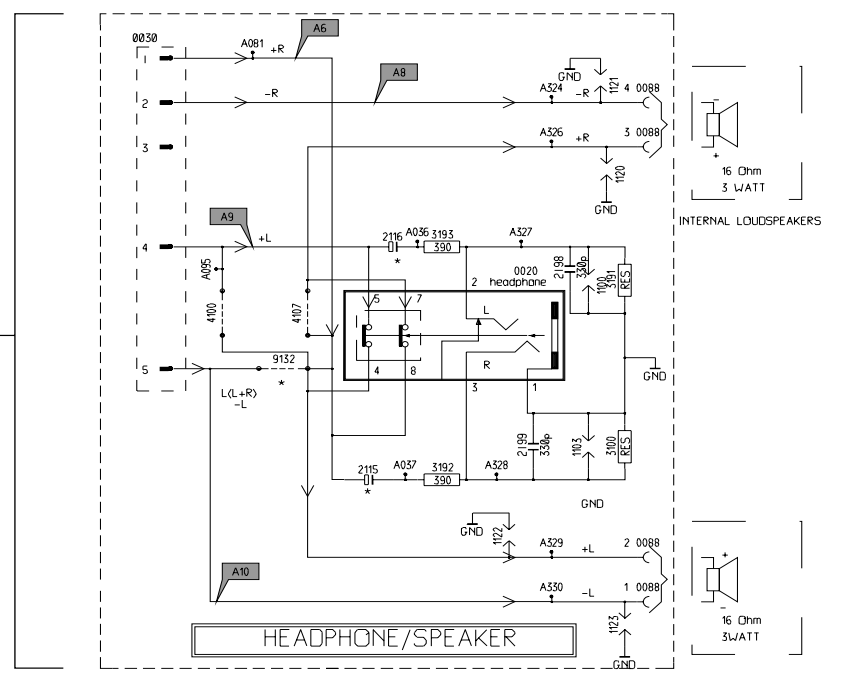 A6
0030
A081
+R
1
A8
GND
1121
2
-R
A324
-R
4 0088
A326
+R
3 0088
3
-
+
1120
16 Ohm
3 WATT
GND
INTERNAL LOUDSPEAKERS
A9
+L
4
2116
A036
3193
390
*
A327
A095
2198
330p
1100
3191
RES
0020
headphone
2
5
7
L
4100
4107
R
4
8
3
1
5
9132
*
GND
L(L+R)
-L
2199
330p
1103
3100
RES
2115
A037
3192
390
*
A328
GND
GND
1122
A329
+L
2 0088
+
A10
A330
-L
1 0088
-
1123
16 Ohm
3WATT
HEADPHONE/SPEAKER
GND